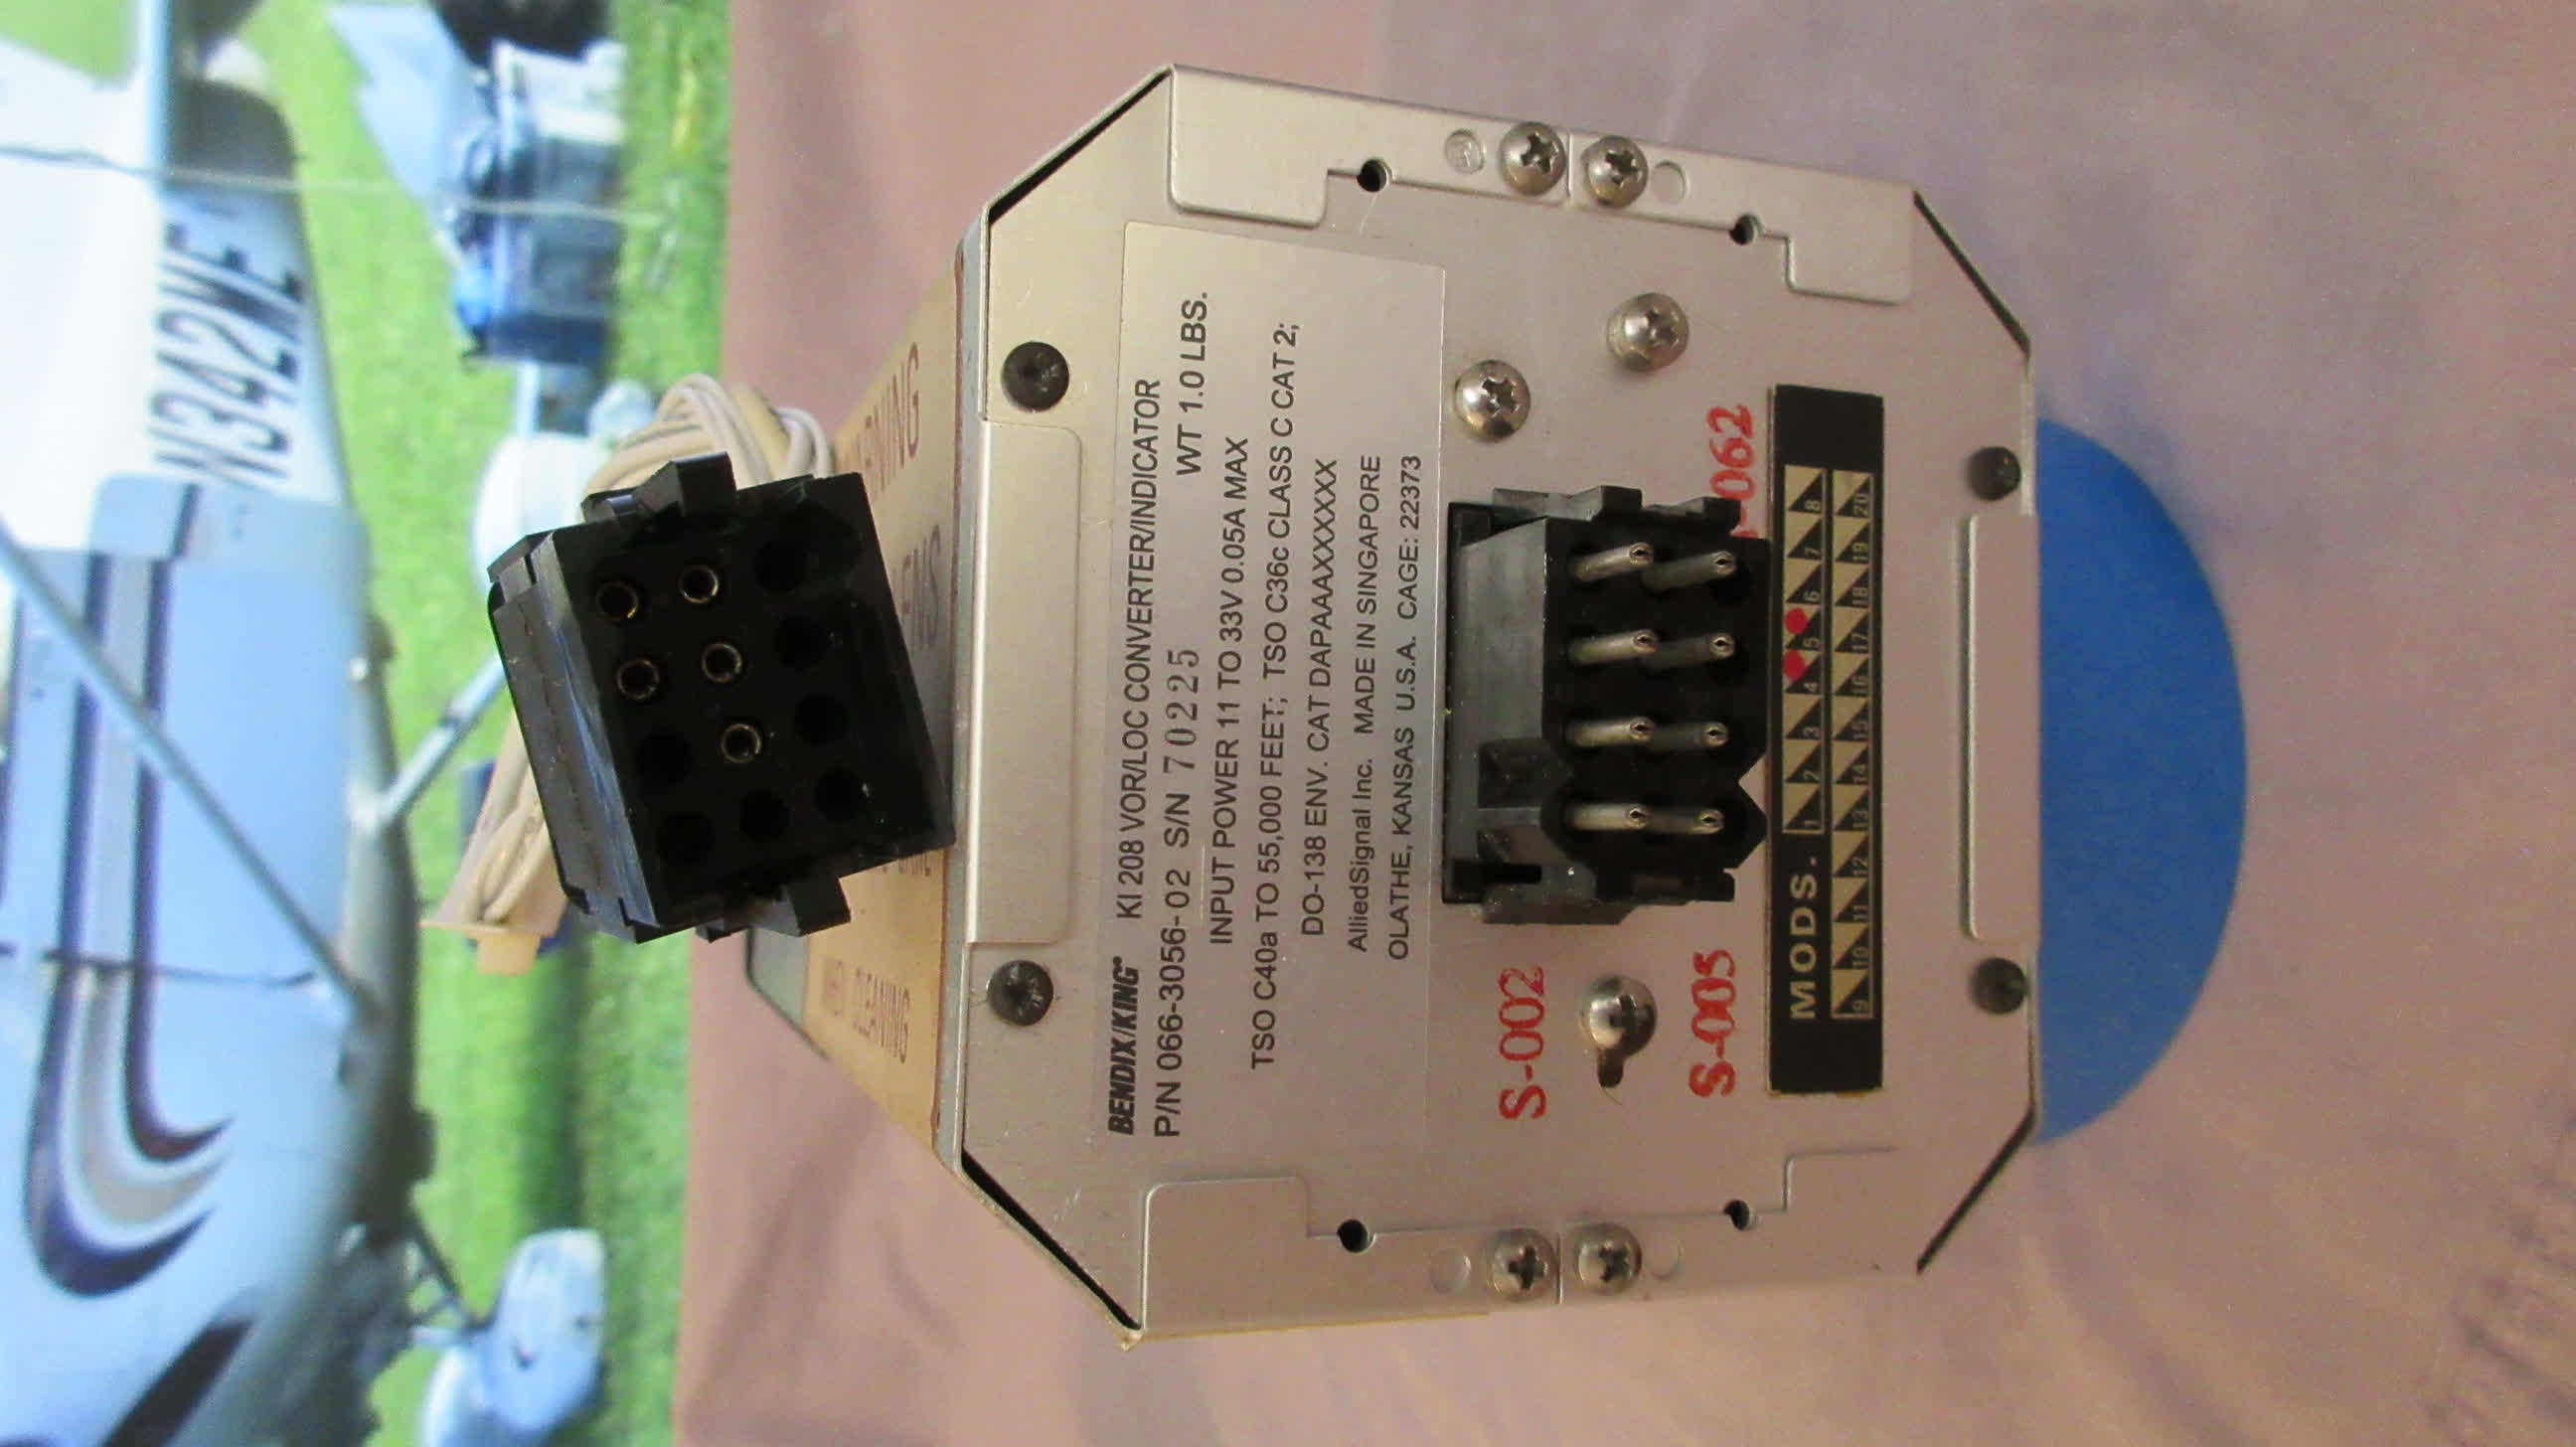 N342WE
WARNING
BENDIX/KING® KI 208 VOR/LOC CONVERTER/INDICATOR
P/N 066-3056-02 S/N 70225 WT 1.0 LBS.
INPUT POWER 11 TO 33V 0.05A MAX
TSO C40a TO 55,000 FEET; TSO C36c CLASS C CAT 2;
DO-138 ENV. CAT DAPAAAXXXXXX
AlliedSignal Inc. MADE IN SINGAPORE
OLATHE, KANSAS U.S.A. CAGE: 22373
S-002
S-005
-062
MODS. 1 2 3 4 5 6 7 8
9 10 11 12 13 14 15 16 17 18 19 20